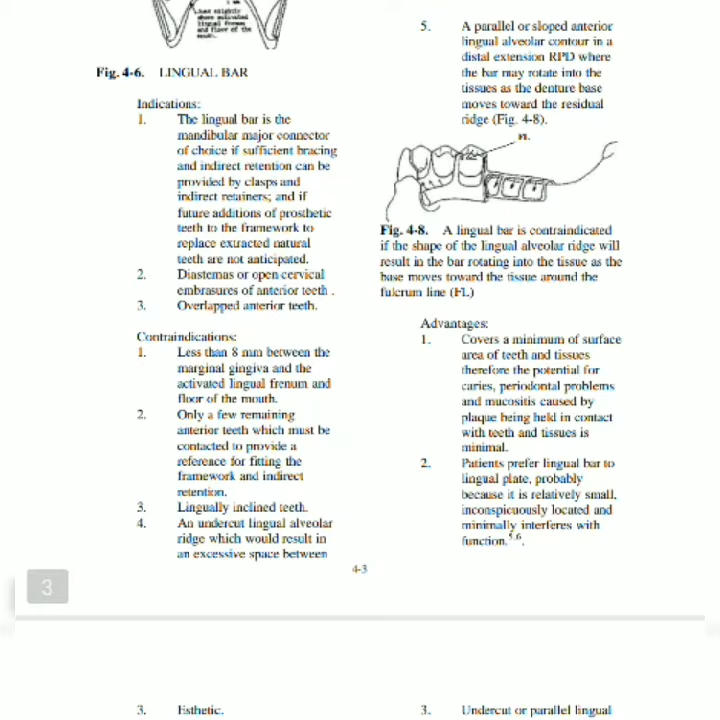 Lines slightly
above activated
lingual frenum
and floor of the
mouth.
Fig. 4-6. LINGUAL BAR
Indications:
1. The lingual bar is the
mandibular major connector
of choice if sufficient bracing
and indirect retention can be
provided by clasps and
indirect retainers; and if
future additions of prosthetic
teeth to the framework to
replace extracted natural
teeth are not anticipated.
2. Diastemas or open cervical
embrasures of anterior teeth .
3. Overlapped anterior teeth.
Contraindications:
1. Less than 8 mm between the
marginal gingiva and the
activated lingual frenum and
floor of the mouth.
2. Only a few remaining
anterior teeth which must be
contacted to provide a
reference for fitting the
framework and indirect
retention.
3. Lingually inclined teeth.
4. An undercut lingual alveolar
ridge which would result in
an excessive space between
5. A parallel or sloped anterior
lingual alveolar contour in a
distal extension RPD where
the bar may rotate into the
tissues as the denture base
moves toward the residual
ridge (Fig. 4-8).
FL
Fig. 4-8. A lingual bar is contraindicated
if the shape of the lingual alveolar ridge will
result in the bar rotating into the tissue as the
base moves toward the tissue around the
fulcrum line (FL)
Advantages:
1. Covers a minimum of surface
area of teeth and tissues
therefore the potential for
caries, periodontal problems
and mucositis caused by
plaque being held in contact
with teeth and tissues is
minimal.
2. Patients prefer lingual bar to
lingual plate, probably
because it is relatively small,
inconspicuously located and
minimally interferes with
function.5,6.
4-3
3
3. Esthetic.
3. Undercut or parallel lingual